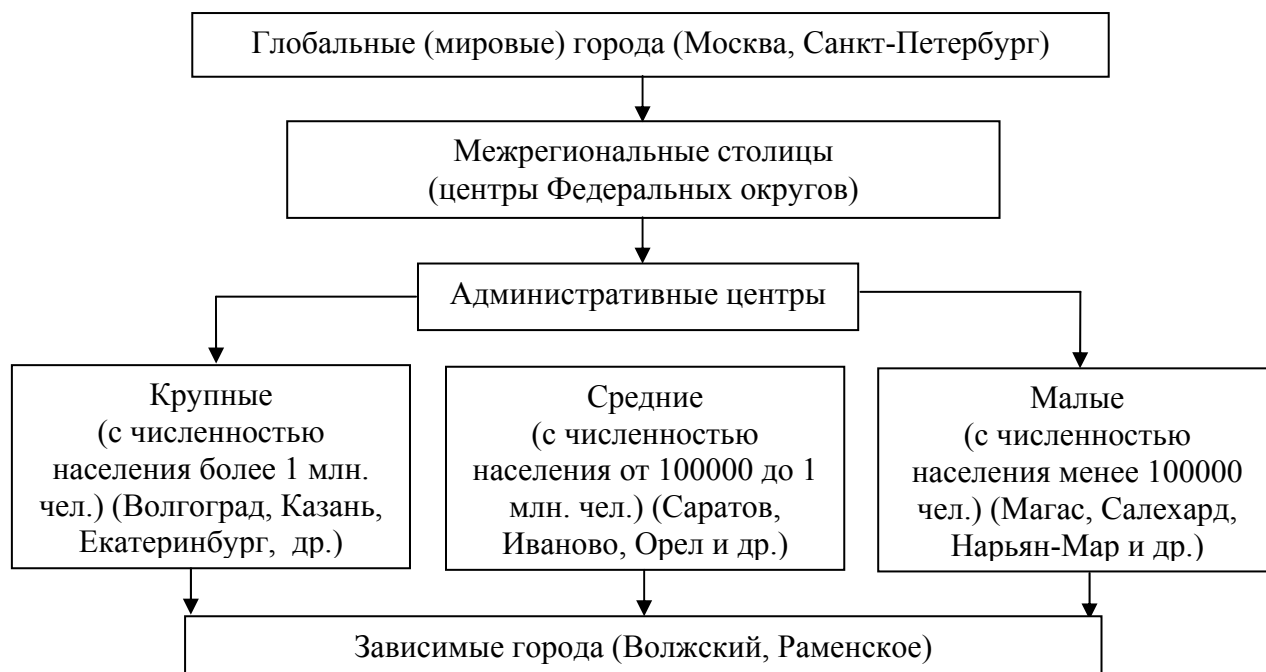 Глобальные (мировые) города (Москва, Санкт-Петербург)
Межрегиональные столицы
(центры Федеральных округов)
Административные центры
Крупные
(с численностью
населения более 1 млн.
чел.) (Волгоград, Казань,
Екатеринбург, др.)
Средние
(с численностью
населения от 100000 до 1
млн. чел.) (Саратов,
Иваново, Орел и др.)
Малые
(с численностью
населения менее 100000
чел.) (Магас, Салехард,
Нарьян-Мар и др.)
Зависимые города (Волжский, Раменское)